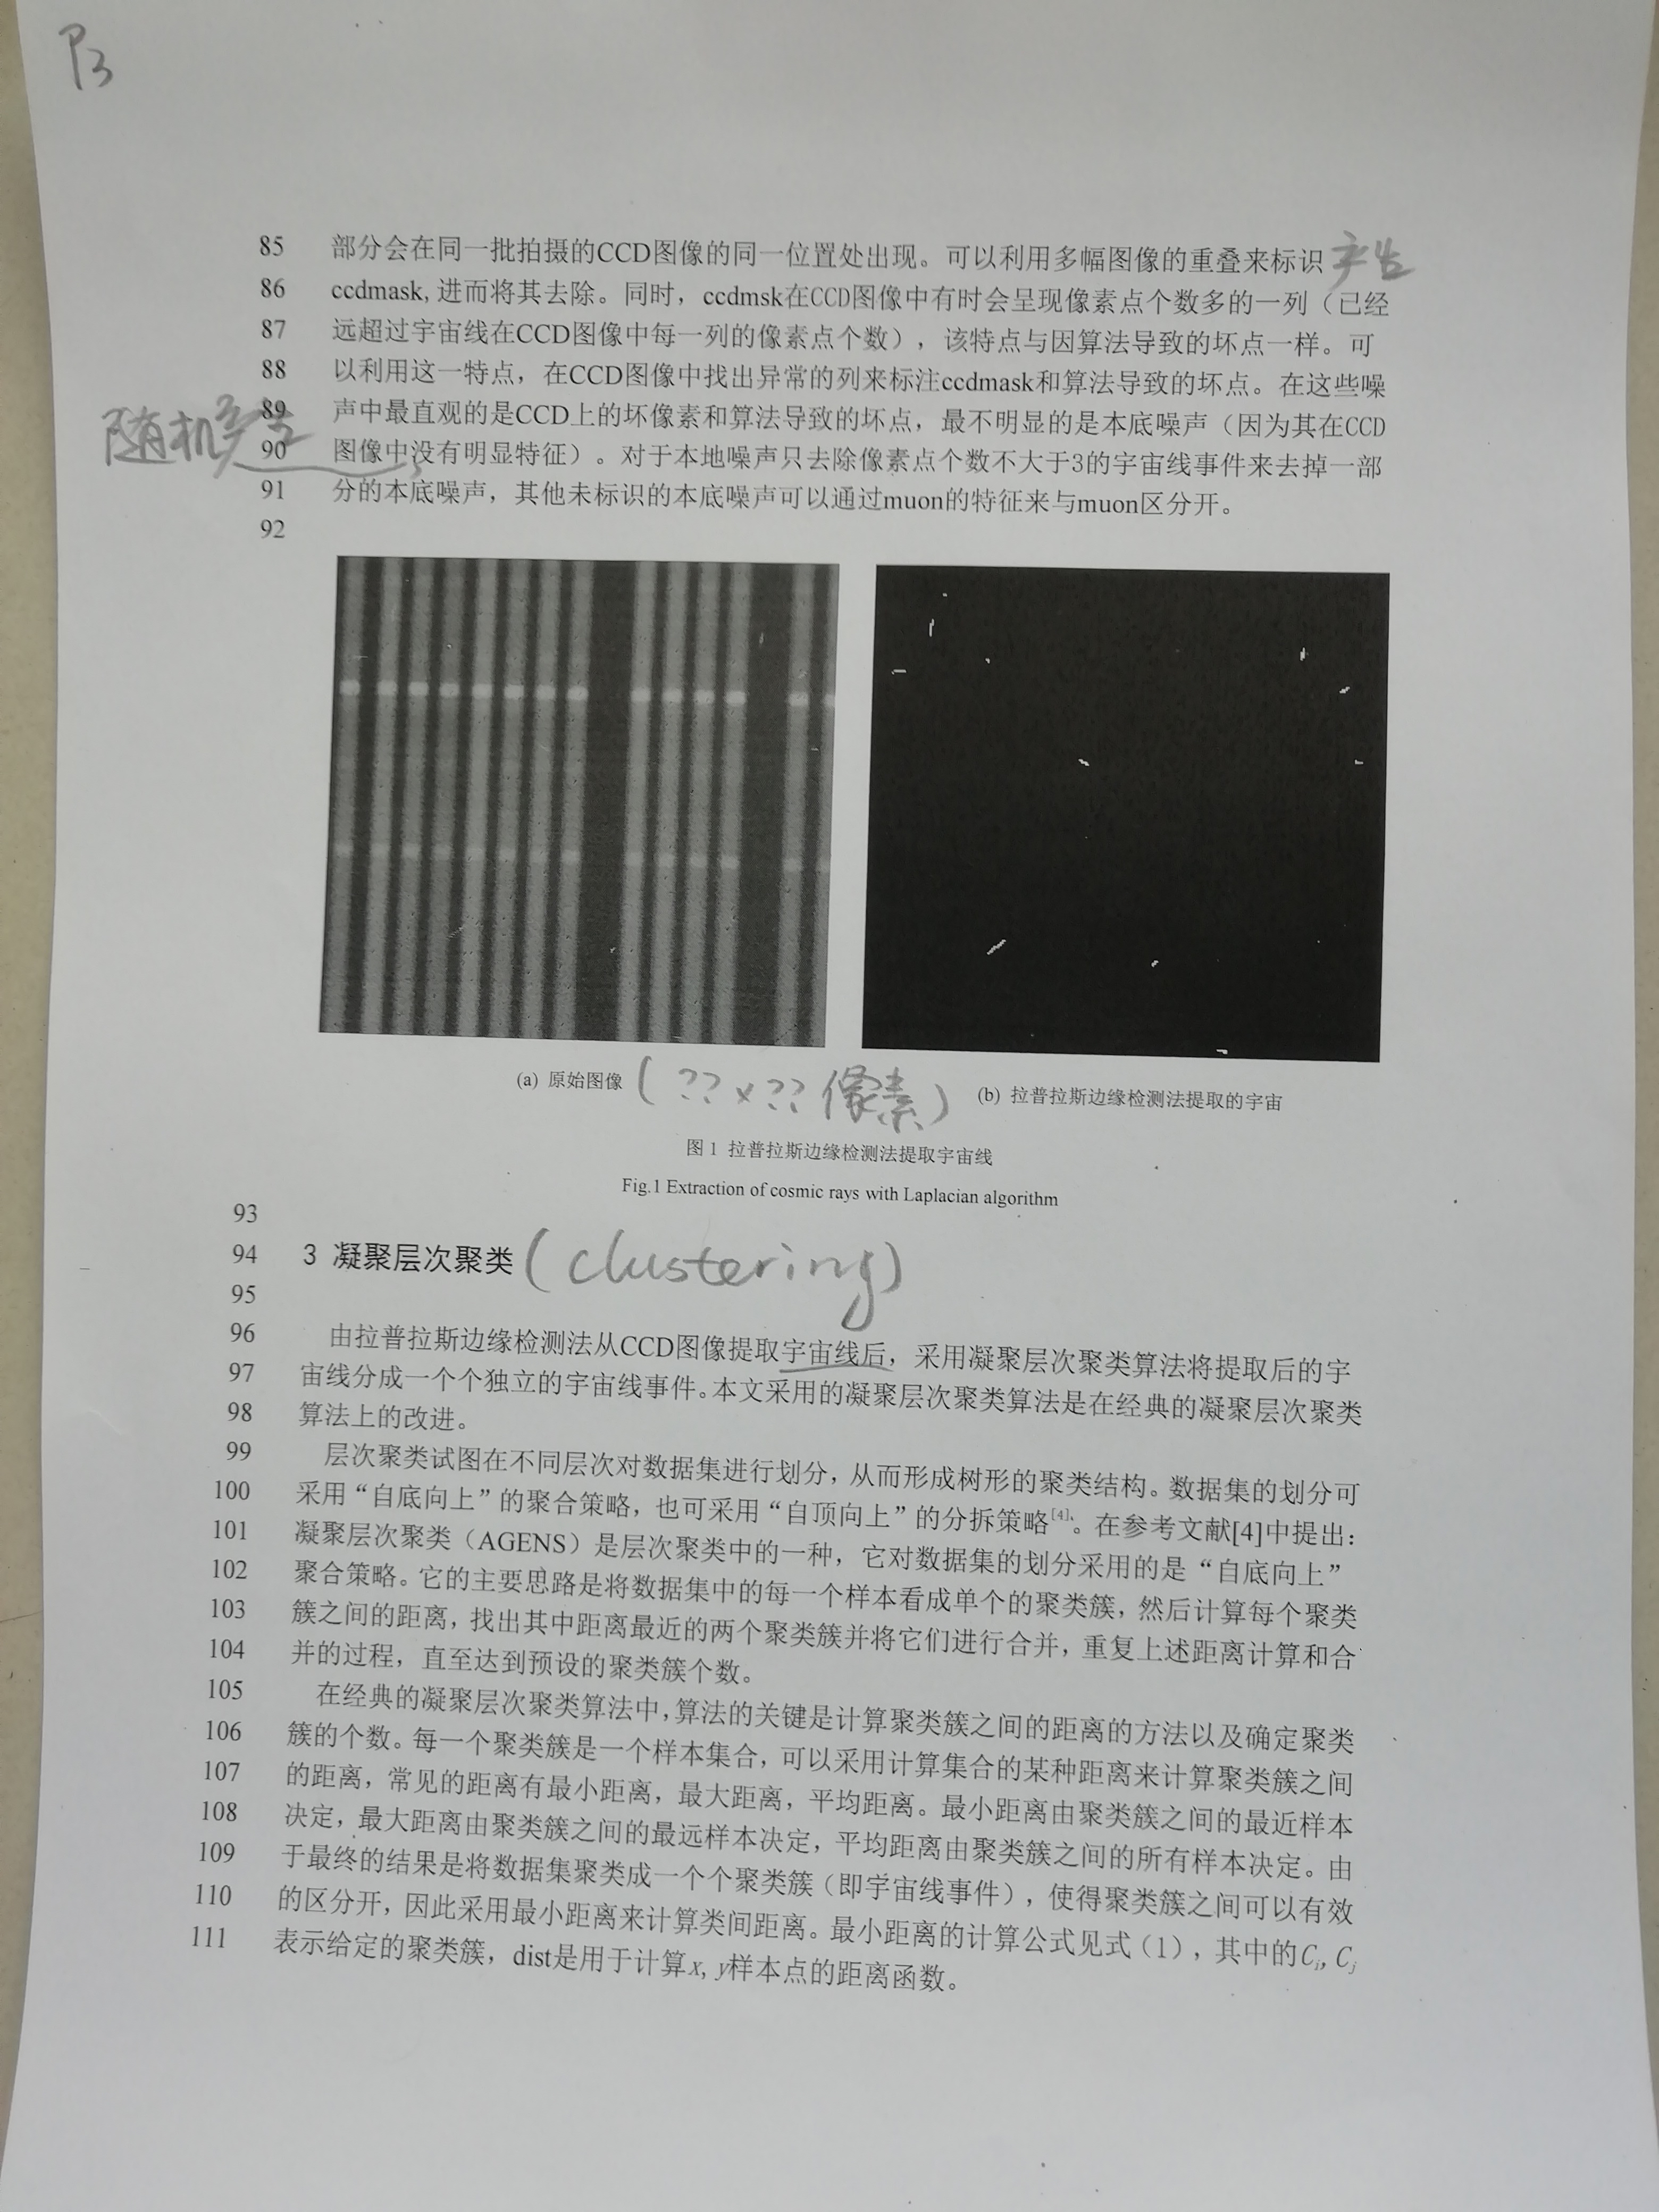 P3
85 部分会在同一批拍摄的CCD图像的同一位置处出现。可以利用多幅图像的重叠来标识
86 ccdmask,进而将其去除。同时，ccdmsk在CCD图像中有时会呈现像素点个数多的一列（已经
87 远超过宇宙线在CCD图像中每一列的像素点个数），该特点与因算法导致的坏点一样。可
88 以利用这一特点，在CCD图像中找出异常的列来标注ccdmask和算法导致的坏点。在这些噪
89 声中最直观的是CCD上的坏像素和算法导致的坏点，最不明显的是本底噪声（因为其在CCD
随机产生
90 图像中没有明显特征）。对于本地噪声只去除像素点个数不大于3的宇宙线事件来去掉一部
91 分的本底噪声，其他未标识的本底噪声可以通过muon的特征来与muon区分开。
92
(a) 原始图像 (??×??像素)
(b) 拉普拉斯边缘检测法提取的宇宙
图 1 拉普拉斯边缘检测法提取宇宙线
Fig.1 Extraction of cosmic rays with Laplacian algorithm
93
94 3 凝聚层次聚类 (clustering)
95
96 由拉普拉斯边缘检测法从CCD图像提取宇宙线后，采用凝聚层次聚类算法将提取后的宇
97 宙线分成一个个独立的宇宙线事件。本文采用的凝聚层次聚类算法是在经典的凝聚层次聚类
98 算法上的改进。
99 层次聚类试图在不同层次对数据集进行划分，从而形成树形的聚类结构。数据集的划分可
100 采用“自底向上”的聚合策略，也可采用“自顶向上”的分拆策略[4]。在参考文献[4]中提出：
101 凝聚层次聚类（AGENS）是层次聚类中的一种，它对数据集的划分采用的是“自底向上”
102 聚合策略。它的主要思路是将数据集中的每一个样本看成单个的聚类簇，然后计算每个聚类
103 簇之间的距离，找出其中距离最近的两个聚类簇并将它们进行合并，重复上述距离计算和合
104 并的过程，直至达到预设的聚类簇个数。
105 在经典的凝聚层次聚类算法中，算法的关键是计算聚类簇之间的距离的方法以及确定聚类
106 簇的个数。每一个聚类簇是一个样本集合，可以采用计算集合的某种距离来计算聚类簇之间
107 的距离，常见的距离有最小距离，最大距离，平均距离。最小距离由聚类簇之间的最近样本
108 决定，最大距离由聚类簇之间的最远样本决定，平均距离由聚类簇之间的所有样本决定。由
109 于最终的结果是将数据集聚类成一个个聚类簇（即宇宙线事件），使得聚类簇之间可以有效
110 的区分开，因此采用最小距离来计算类间距离。最小距离的计算公式见式（1），其中的Ci, Cj
111 表示给定的聚类簇，dist是用于计算x, y样本点的距离函数。